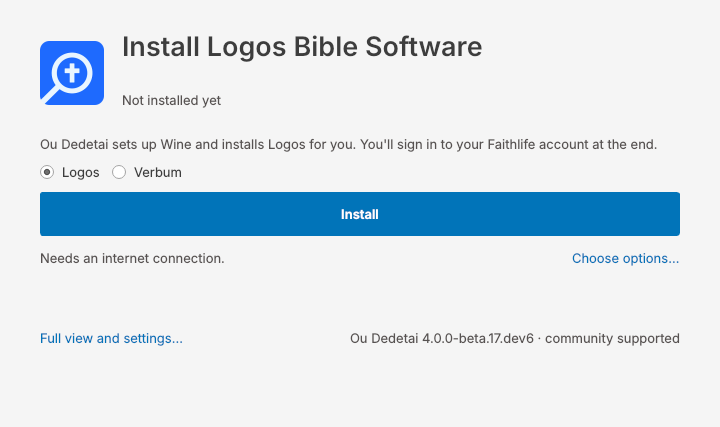 Install Logos Bible Software
Not installed yet
Ou Dedetai sets up Wine and installs Logos for you. You'll sign in to your Faithlife account at the end.
Logos Verbum
Install
Needs an internet connection. Choose options...
Full view and settings... Ou Dedetai 4.0.0-beta.17.dev6 · community supported